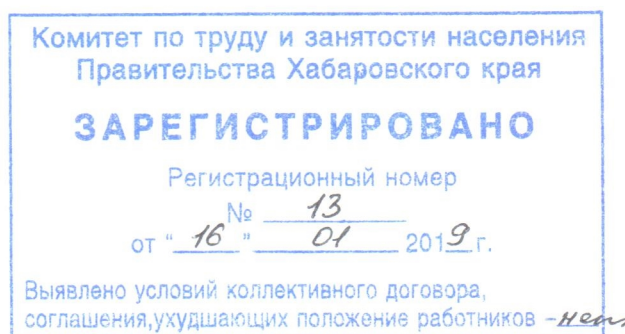 Комитет по труду и занятости населения
Правительства Хабаровского края
ЗАРЕГИСТРИРОВАНО
Регистрационный номер
№ 13
от "16" 01 2019 г.
Выявлено условий коллективного договора,
соглашения,ухудшающих положение работников - нет